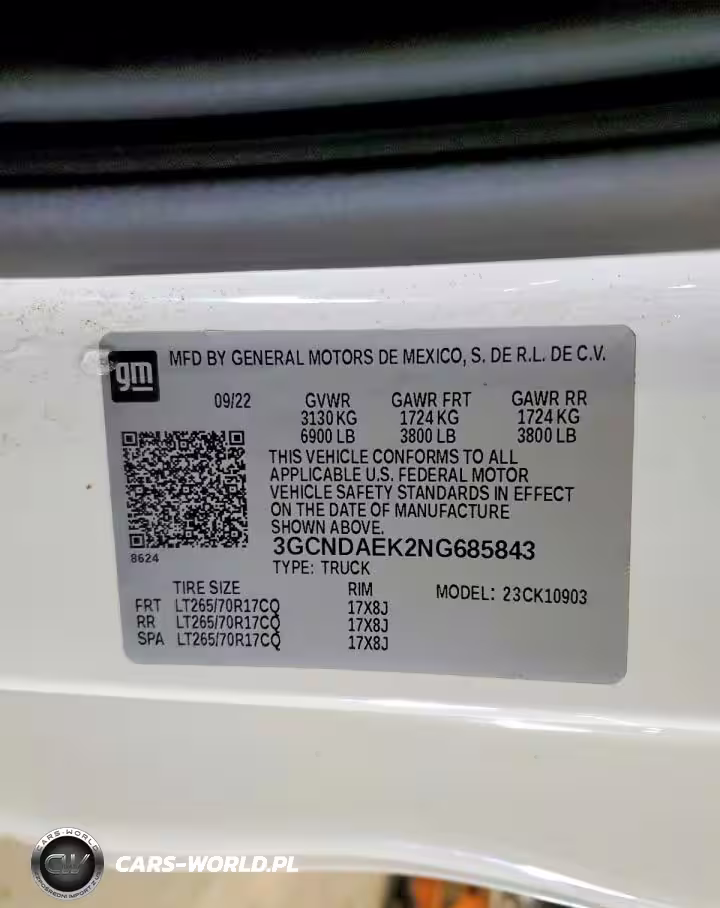 gm
MFD BY GENERAL MOTORS DE MEXICO, S. DE R.L. DE C.V.
09/22 GVWR GAWR FRT GAWR RR
3130 KG 1724 KG 1724 KG
6900 LB 3800 LB 3800 LB
THIS VEHICLE CONFORMS TO ALL
APPLICABLE U.S. FEDERAL MOTOR
VEHICLE SAFETY STANDARDS IN EFFECT
ON THE DATE OF MANUFACTURE
SHOWN ABOVE.
3GCNDAEK2NG685843
8624
TYPE: TRUCK
TIRE SIZE RIM MODEL: 23CK10903
FRT LT265/70R17CQ 17X8J
RR LT265/70R17CQ 17X8J
SPA LT265/70R17CQ 17X8J
CARS-WORLD
CW
CARS-WORLD.PL